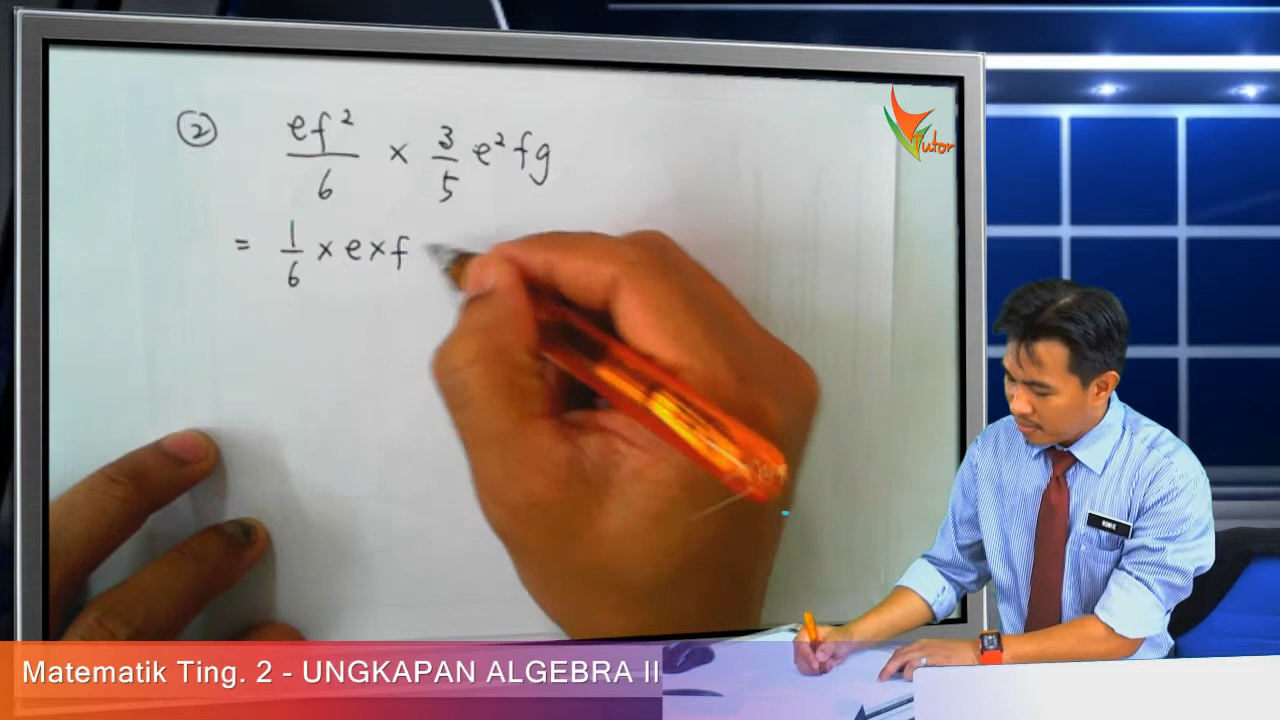 ② ef²/6 × 3/5 e²fg
= 1/6 × e × f
Tutor
Matematik Ting. 2 - UNGKAPAN ALGEBRA II